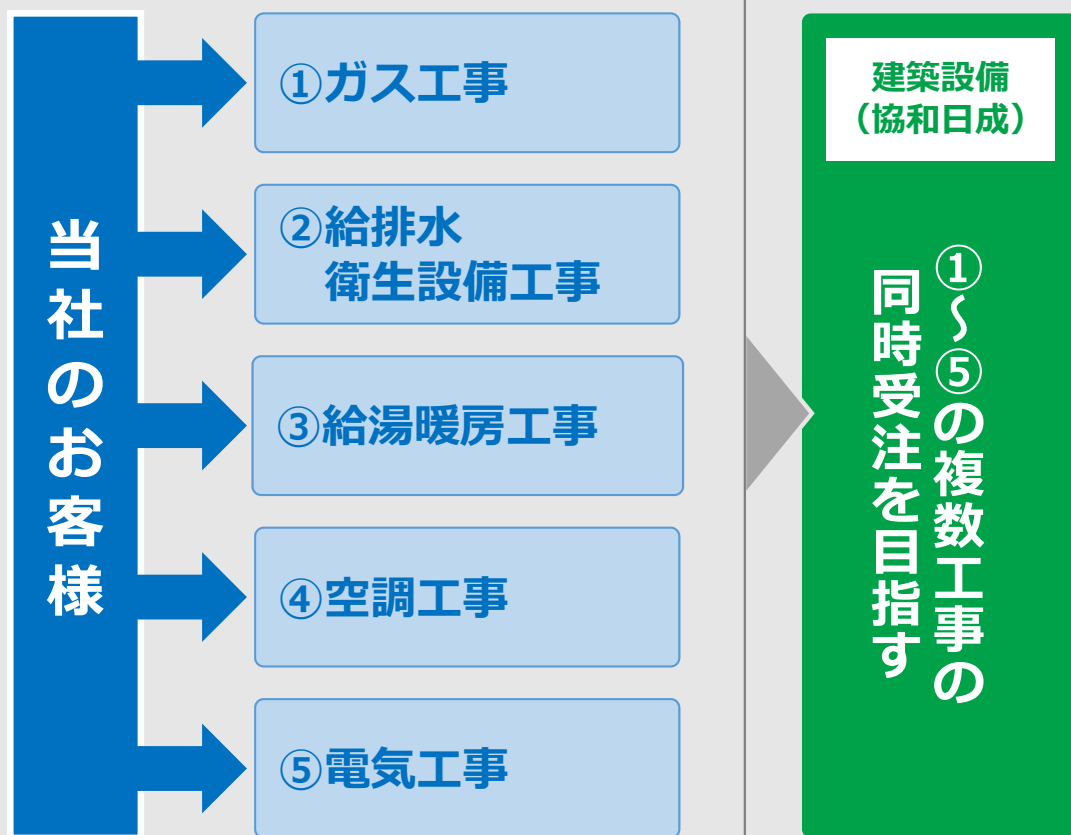 当社のお客様
①ガス工事
②給排水
衛生設備工事
③給湯暖房工事
④空調工事
⑤電気工事
建築設備
(協和日成)
①～⑤の複数工事の
同時受注を目指す